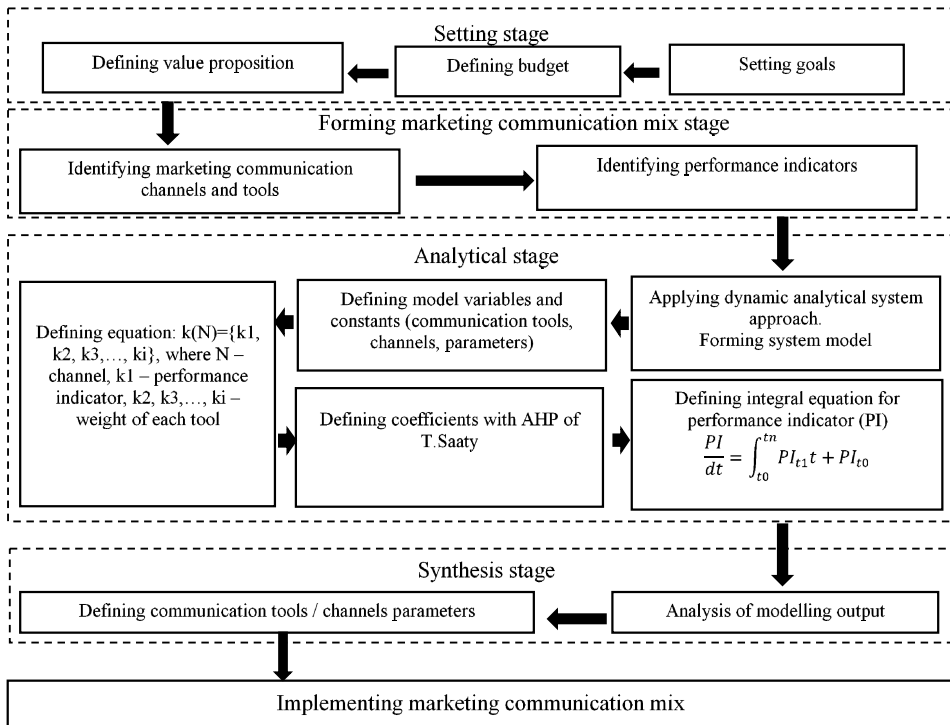 Setting stage
Defining value proposition
Defining budget
Setting goals
Forming marketing communication mix stage
Identifying marketing communication
channels and tools
Identifying performance indicators
Analytical stage
Defining equation: k(N)={k1,
k2, k3,…, ki}, where N –
channel, k1 – performance
indicator, k2, k3,…, ki –
weight of each tool
Defining model variables and
constants (communication tools,
channels, parameters)
Applying dynamic analytical system
approach.
Forming system model
Defining coefficients with AHP of
T.Saaty
Defining integral equation for
performance indicator (PI)
PI/dt = ∫_{t0}^{tn} PI_{t1}t + PI_{t0}
Synthesis stage
Defining communication tools / channels parameters
Analysis of modelling output
Implementing marketing communication mix